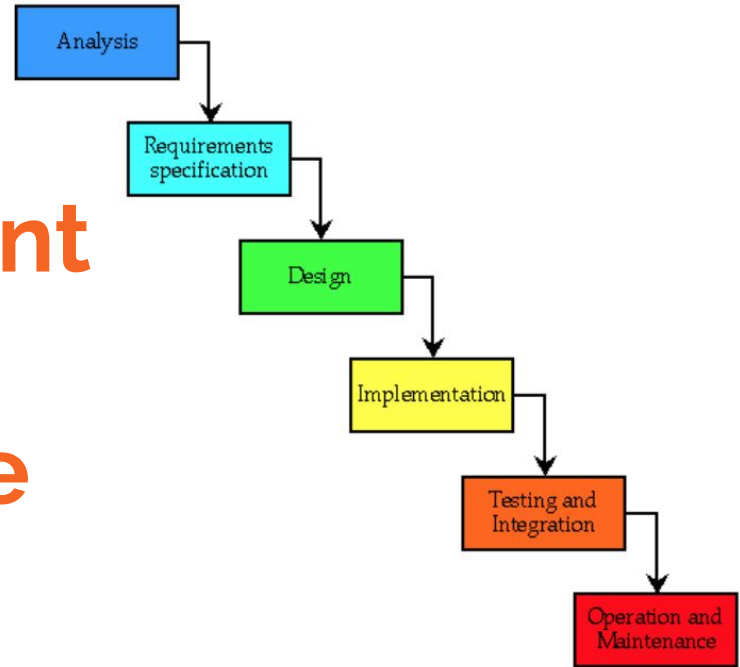 Analysis
Requirements
specification
nt
Design
Implementation
e
Testing and
Integration
Operation and
Maintenance